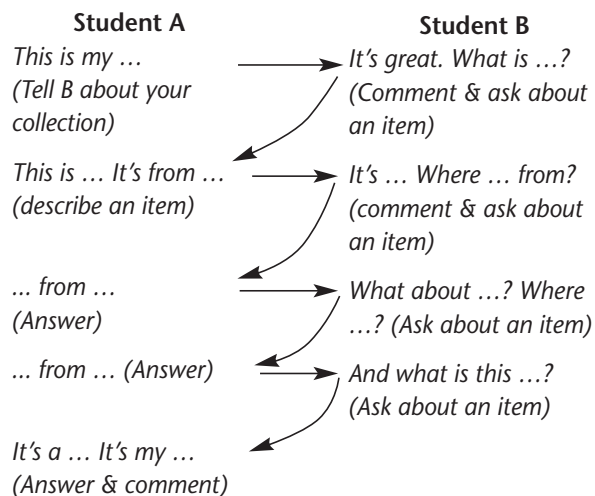 Student A
Student B
This is my …
(Tell B about your
collection)
It's great. What is …?
(Comment & ask about
an item)
This is … It's from …
(describe an item)
It's … Where … from?
(comment & ask about
an item)
... from …
(Answer)
What about …? Where
…? (Ask about an item)
... from … (Answer)
And what is this …?
(Ask about an item)
It's a … It's my …
(Answer & comment)